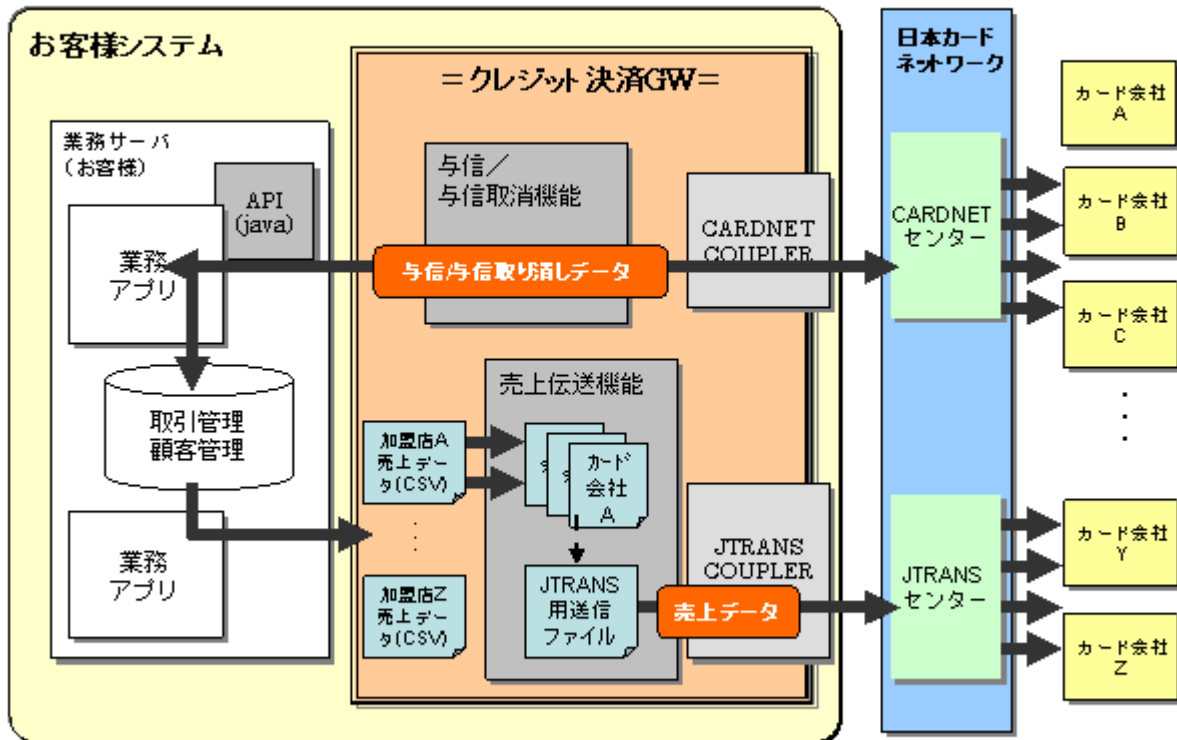 お客様システム
業務サーバ
(お客様)
API
(java)
業務
アプリ
取引管理
顧客管理
業務
アプリ
=クレジット決済GW=
与信/
与信取消機能
与信/与信取り消しデータ
CARDNET
COUPLER
売上伝送機能
加盟店A
売上デー
タ(CSV)
カード
会社
A
加盟店Z
売上デー
タ(CSV)
JTRANS
用送信
ファイル
売上データ
JTRANS
COUPLER
日本カード
ネットワーク
CARDNET
センター
JTRANS
センター
カード会社
A
カード会社
B
カード会社
C
カード会社
Y
カード会社
Z